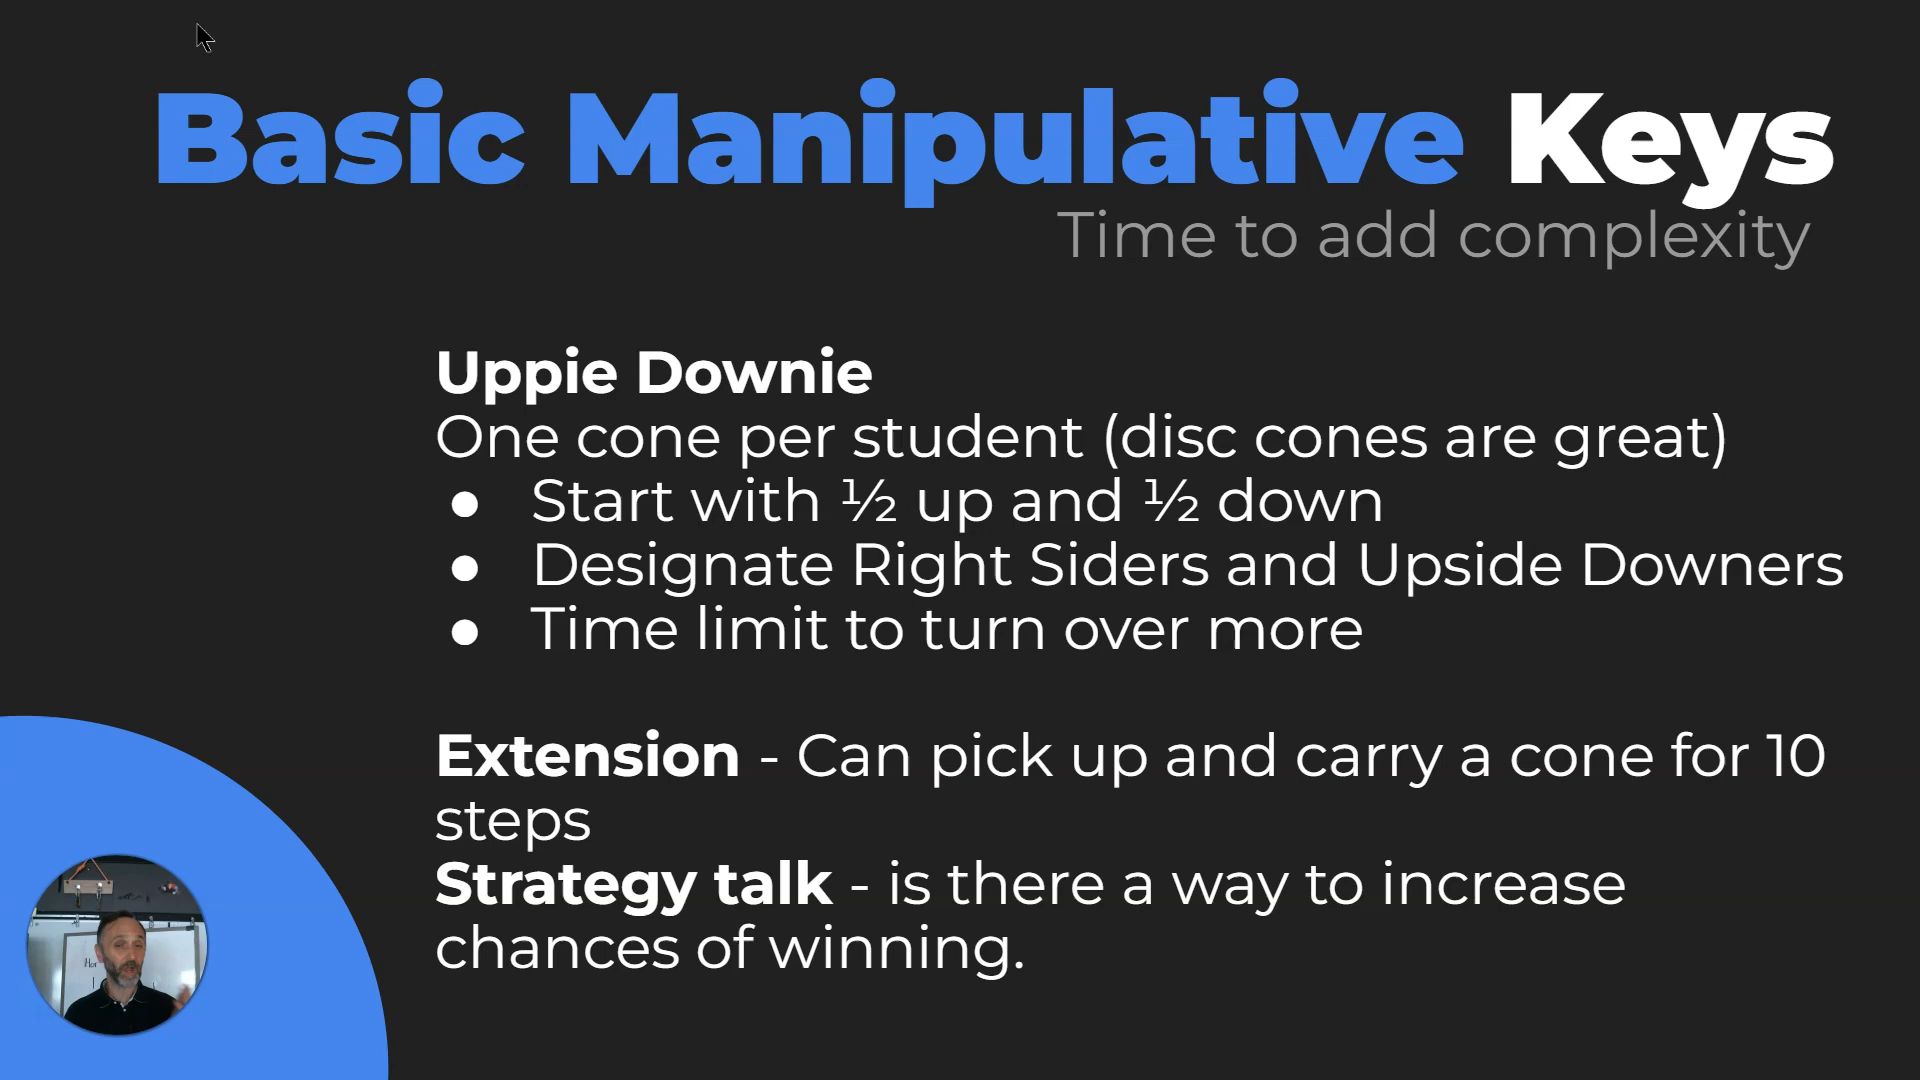 Basic Manipulative Keys
Time to add complexity
Uppie Downie
One cone per student (disc cones are great)
● Start with ½ up and ½ down
● Designate Right Siders and Upside Downers
● Time limit to turn over more
Extension - Can pick up and carry a cone for 10
steps
Strategy talk - is there a way to increase
chances of winning.